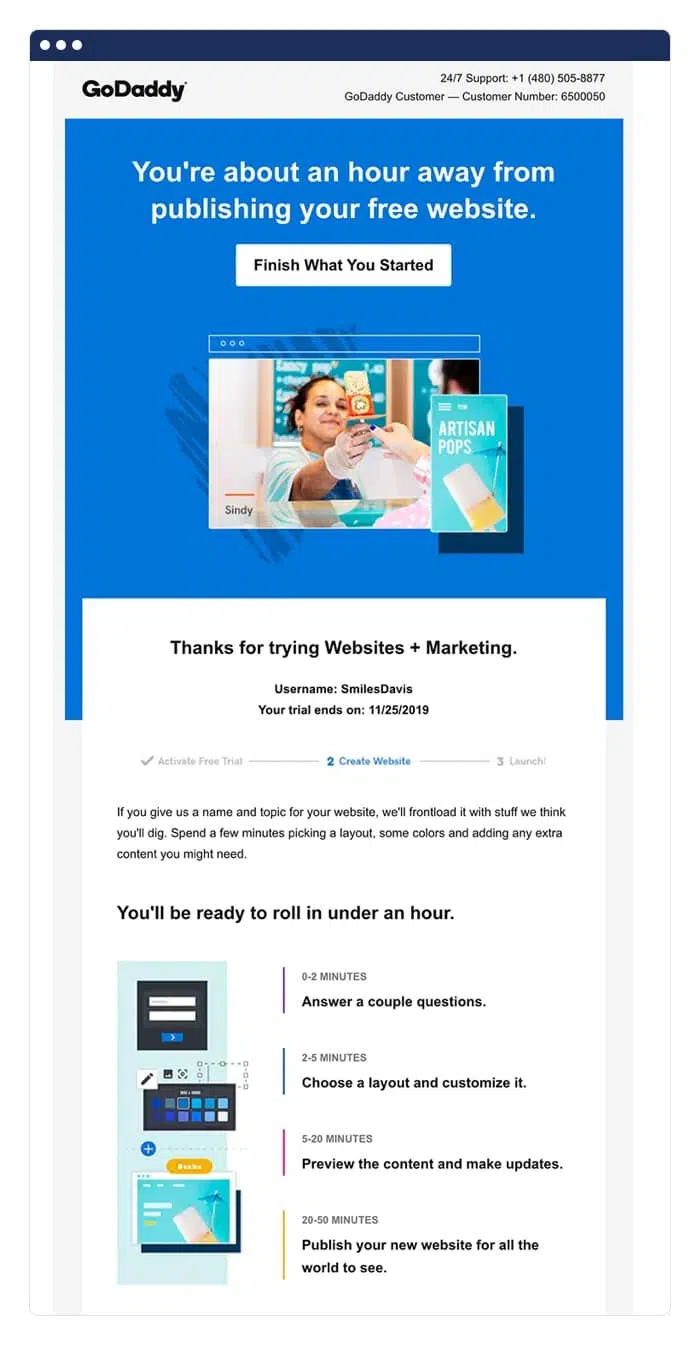 GoDaddy
24/7 Support: +1 (480) 505-8877
GoDaddy Customer — Customer Number: 6500050
You're about an hour away from
publishing your free website.
Finish What You Started
fancy pop
Sindy
ARTISAN
POPS
Thanks for trying Websites + Marketing.
Username: SmilesDavis
Your trial ends on: 11/25/2019
Activate Free Trial
2 Create Website
3 Launch!
If you give us a name and topic for your website, we'll frontload it with stuff we think
you'll dig. Spend a few minutes picking a layout, some colors and adding any extra
content you might need.
You'll be ready to roll in under an hour.
0-2 MINUTES
Answer a couple questions.
2-5 MINUTES
Choose a layout and customize it.
5-20 MINUTES
Preview the content and make updates.
20-50 MINUTES
Publish your new website for all the
world to see.